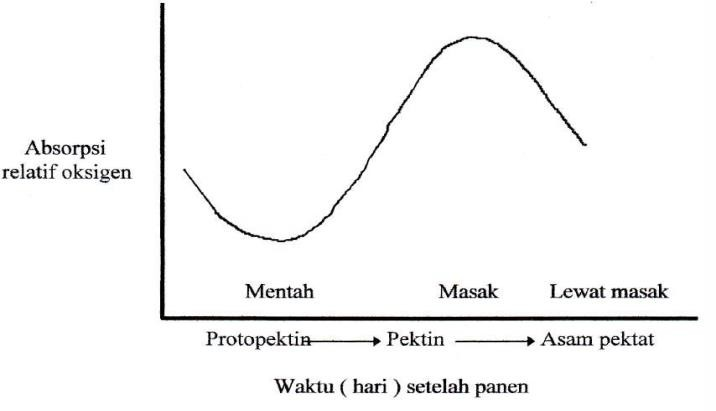 Absorpsi
relatif oksigen
Mentah Masak Lewat masak
Protopektin Pektin Asam pektat
Waktu ( hari ) setelah panen